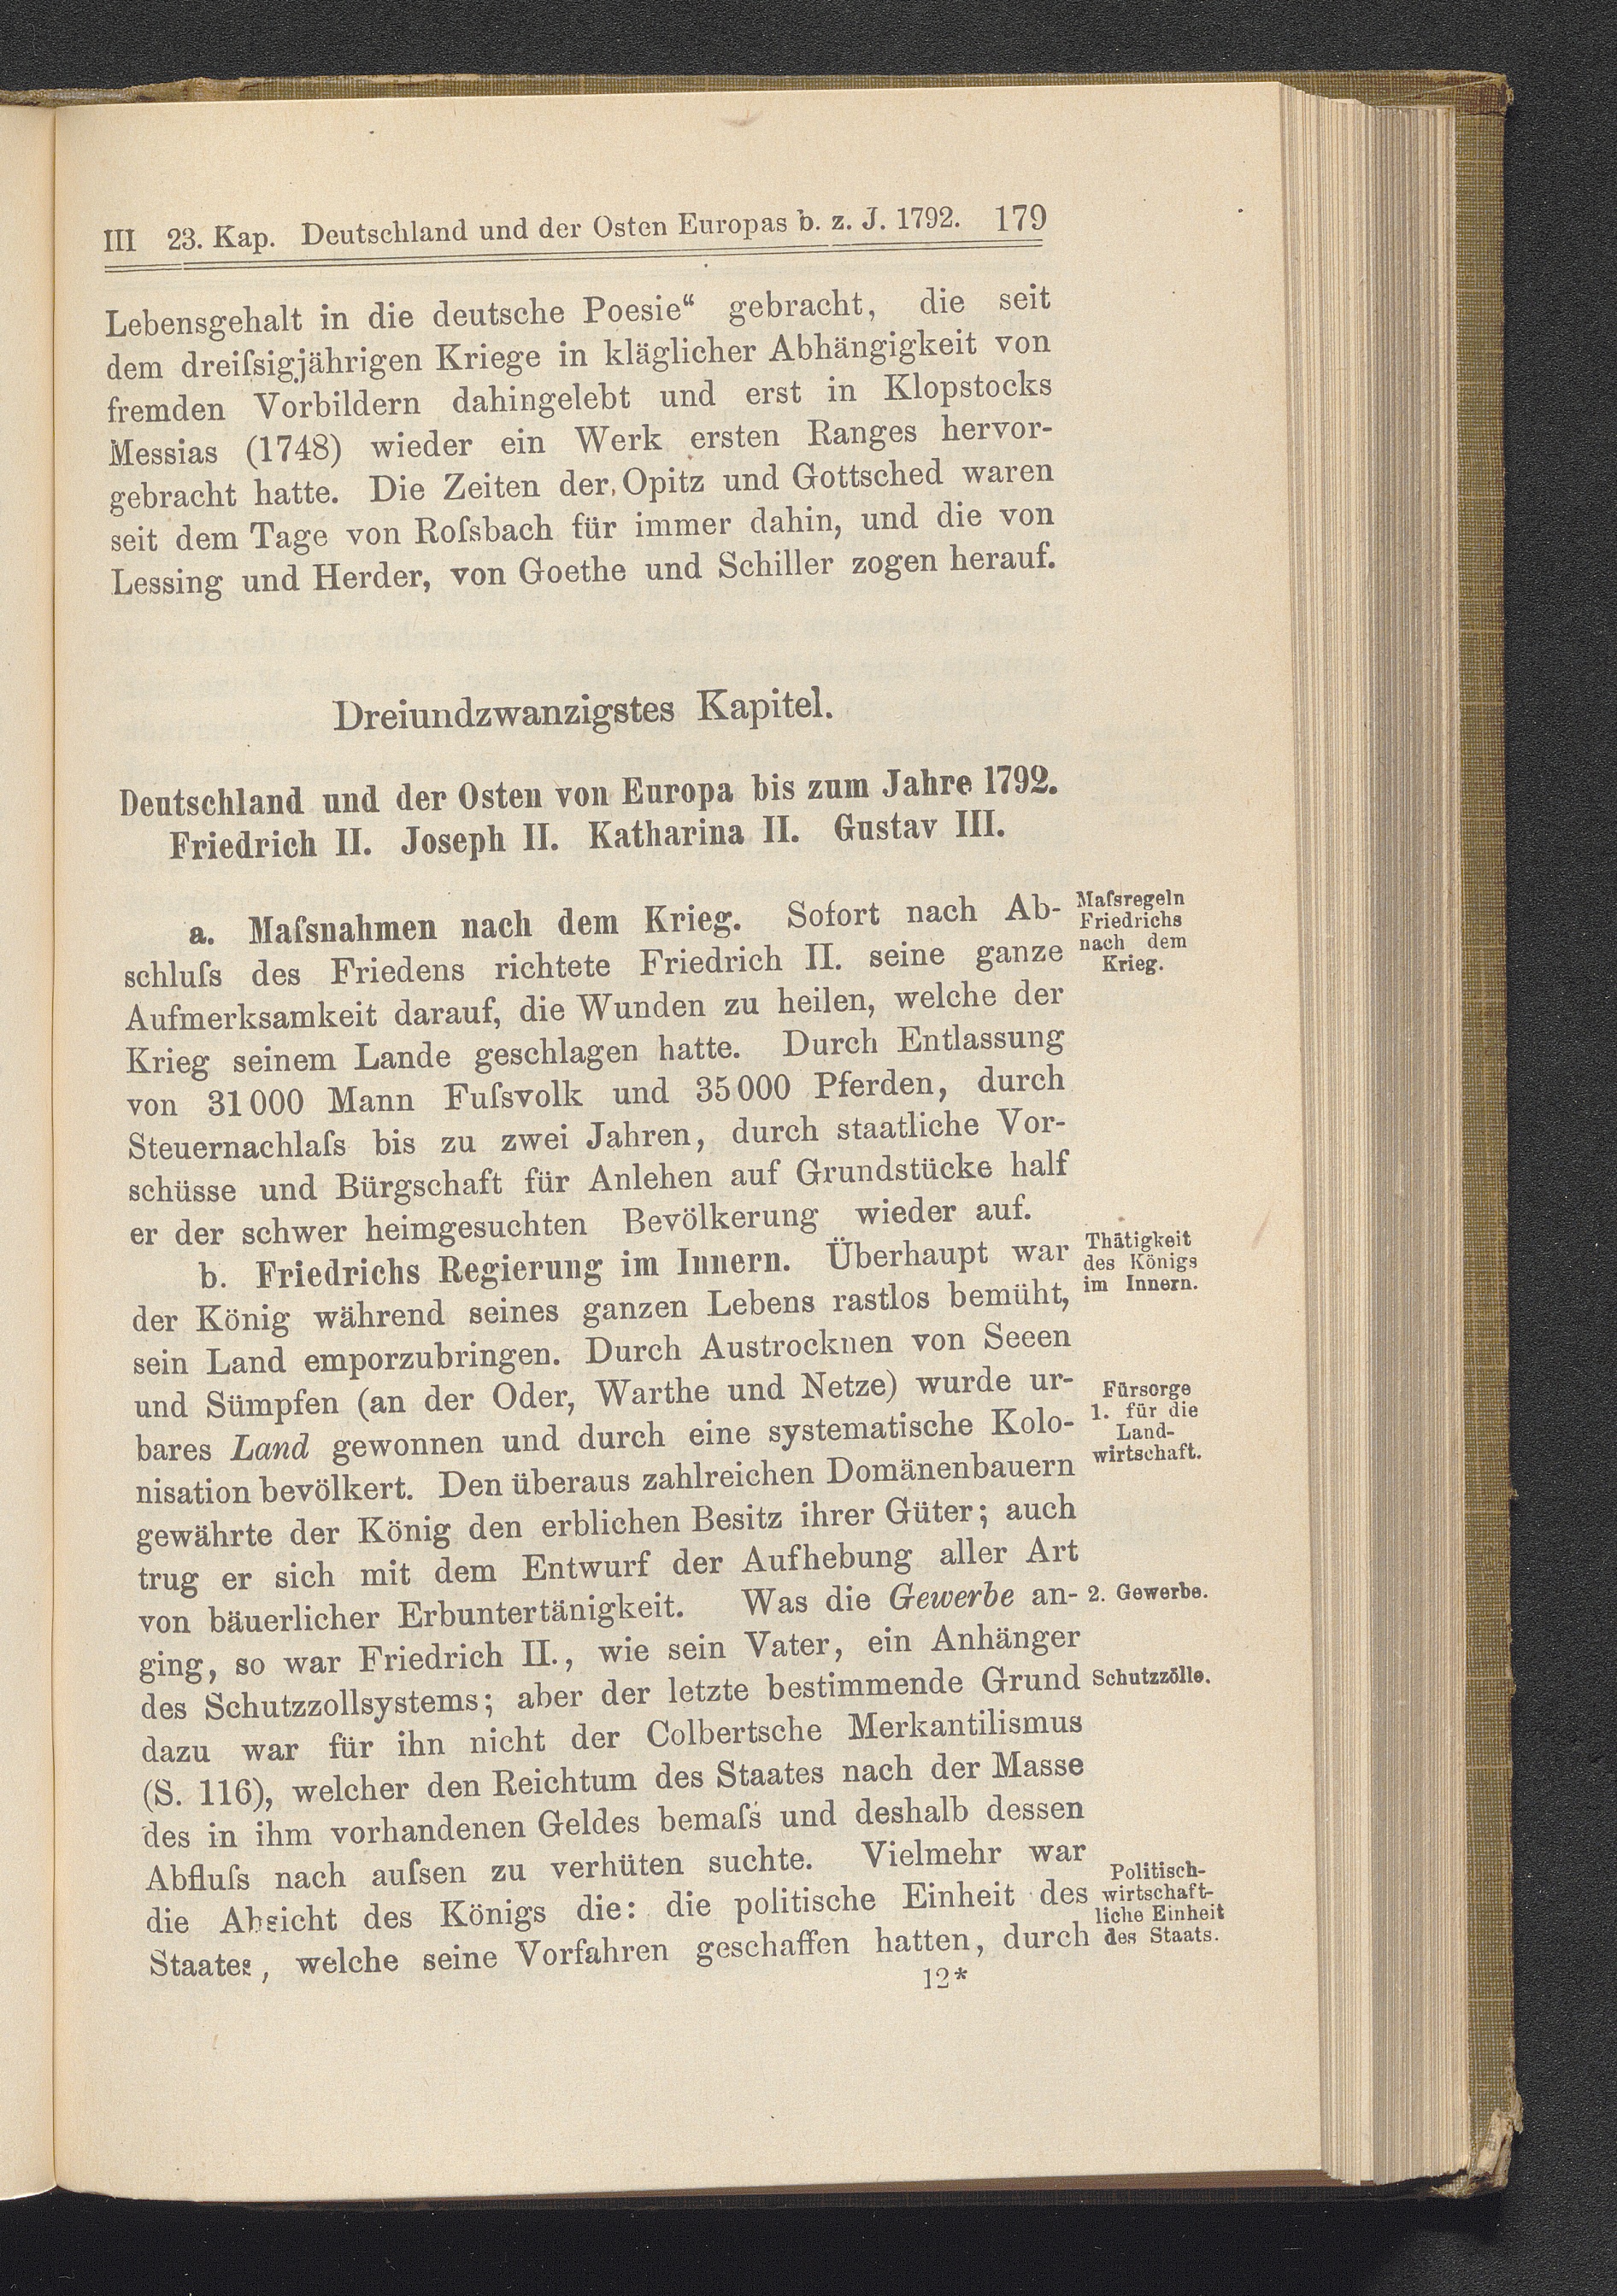 III 23. Kap. Deutschland und der Osten Europas b. z. J. 1792. 179
Lebensgehalt in die deutsche Poesie“ gebracht, die seit
dem dreiſsigjährigen Kriege in kläglicher Abhängigkeit von
fremden Vorbildern dahingelebt und erst in Klopstocks
Messias (1748) wieder ein Werk ersten Ranges hervor-
gebracht hatte. Die Zeiten der Opitz und Gottsched waren
seit dem Tage von Roſsbach für immer dahin, und die von
Lessing und Herder, von Goethe und Schiller zogen herauf.
Dreiundzwanzigstes Kapitel.
Deutschland und der Osten von Europa bis zum Jahre 1792.
Friedrich II. Joseph II. Katharina II. Gustav III.
a. Maſsnahmen nach dem Krieg. Sofort nach Ab-
schluſs des Friedens richtete Friedrich II. seine ganze
Aufmerksamkeit darauf, die Wunden zu heilen, welche der
Krieg seinem Lande geschlagen hatte. Durch Entlassung
von 31000 Mann Fuſsvolk und 35000 Pferden, durch
Steuernachlaſs bis zu zwei Jahren, durch staatliche Vor-
schüsse und Bürgschaft für Anlehen auf Grundstücke half
er der schwer heimgesuchten Bevölkerung wieder auf.
Maſsregeln
Friedrichs
nach dem
Krieg.
b. Friedrichs Regierung im Innern. Überhaupt war
der König während seines ganzen Lebens rastlos bemüht,
sein Land emporzubringen. Durch Austrocknen von Seeen
und Sümpfen (an der Oder, Warthe und Netze) wurde ur-
bares Land gewonnen und durch eine systematische Kolo-
nisation bevölkert. Den überaus zahlreichen Domänenbauern
gewährte der König den erblichen Besitz ihrer Güter; auch
trug er sich mit dem Entwurf der Aufhebung aller Art
von bäuerlicher Erbuntertänigkeit. Was die Gewerbe an-
ging, so war Friedrich II., wie sein Vater, ein Anhänger
des Schutzzollsystems; aber der letzte bestimmende Grund
dazu war für ihn nicht der Colbertsche Merkantilismus
(S. 116), welcher den Reichtum des Staates nach der Masse
des in ihm vorhandenen Geldes bemaſs und deshalb dessen
Abfluſs nach auſsen zu verhüten suchte. Vielmehr war
die Absicht des Königs die: die politische Einheit des
Staates, welche seine Vorfahren geschaffen hatten, durch
Thätigkeit
des Königs
im Innern.
Fürsorge
1. für die
Land-
wirtschaft.
2. Gewerbe.
Schutzzölle.
Politisch-
wirtschaft-
liche Einheit
des Staats.
12*